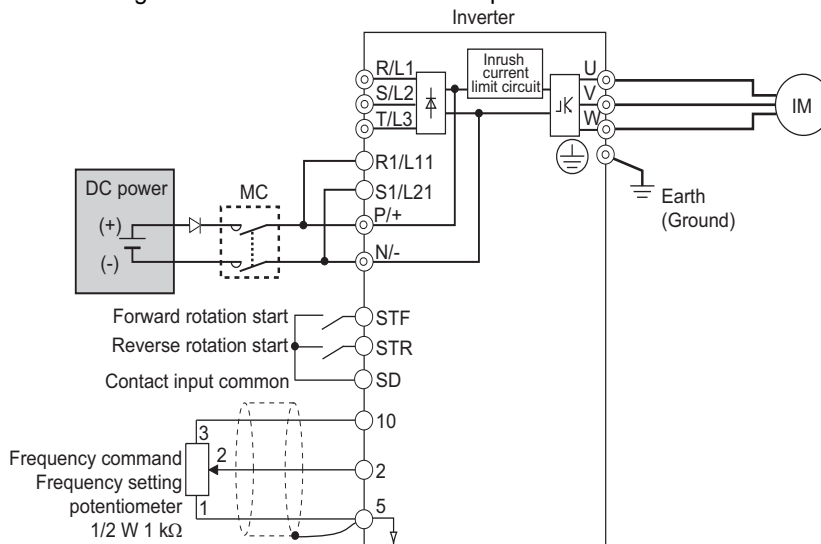 Inverter
Inrush
current
limit circuit
R/L1
S/L2
T/L3
U
V
W
IM
R1/L11
S1/L21
DC power
MC
(+)
(-)
P/+
N/-
Earth
(Ground)
Forward rotation start
STF
Reverse rotation start
STR
Contact input common
SD
10
3
2
2
Frequency command
Frequency setting
potentiometer
1/2 W 1 kΩ
1
5